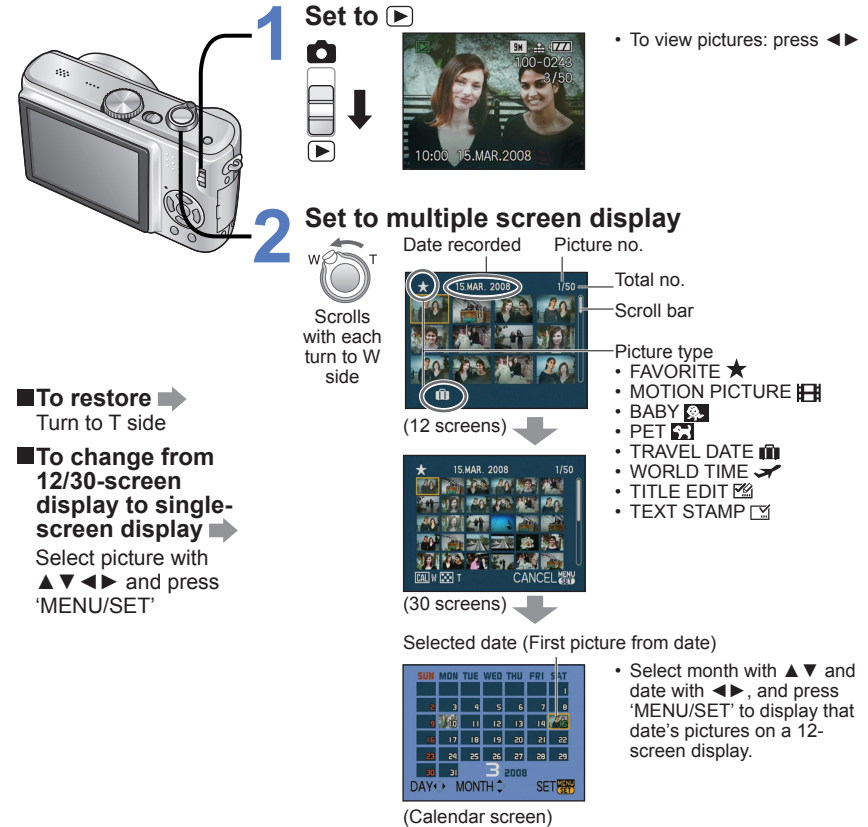 1 Set to
• To view pictures: press ◄►
9M
100-0243
3/50
10:00 15.MAR.2008
2 Set to multiple screen display
W T
Scrolls
with each
turn to W
side
Date recorded Picture no.
★ 15.MAR. 2008 1/50
Total no.
Scroll bar
Picture type
• FAVORITE ★
• MOTION PICTURE
• BABY
• PET
• TRAVEL DATE
• WORLD TIME
• TITLE EDIT
• TEXT STAMP
(12 screens)
■To restore
Turn to T side
■To change from
12/30-screen
display to single-
screen display
Select picture with
▲▼◄► and press
‘MENU/SET’
★ 15.MAR. 2008 1/50
CAL W T CANCEL MENU SET
(30 screens)
Selected date (First picture from date)
SUN MON TUE WED THU FRI SAT
1
2 3 4 5 6 7 8
9 10 11 12 13 14 15
16 17 18 19 20 21 22
23 24 25 26 27 28 29
30 31 3 2008
DAY MONTH SET MENU SET
(Calendar screen)
• Select month with ▲▼ and
date with ◄►, and press
‘MENU/SET’ to display that
date’s pictures on a 12-
screen display.